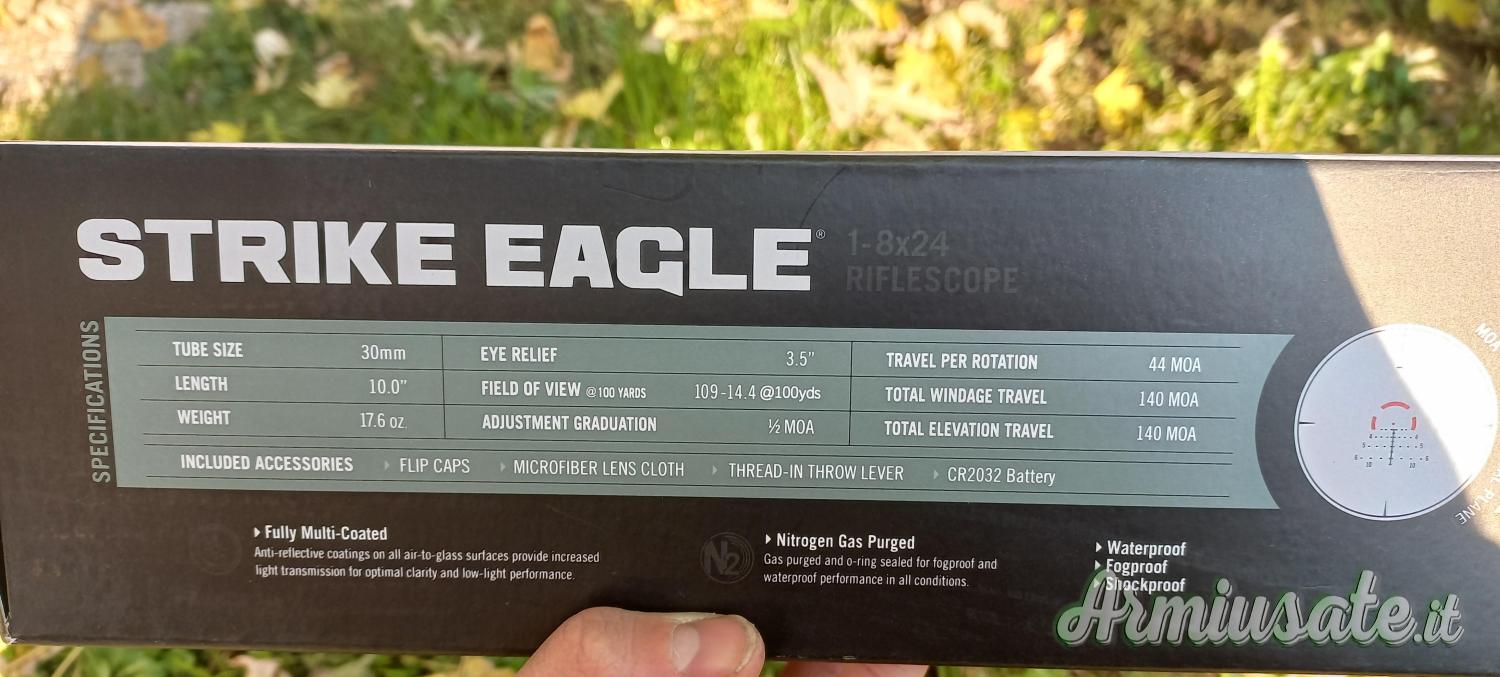 STRIKE EAGLE® 1-8x24
RIFLESCOPE
SPECIFICATIONS
TUBE SIZE 30mm EYE RELIEF 3.5” TRAVEL PER ROTATION 44 MOA
LENGTH 10.0” FIELD OF VIEW @100 YARDS 109-14.4 @100yds TOTAL WINDAGE TRAVEL 140 MOA
WEIGHT 17.6 oz. ADJUSTMENT GRADUATION ½ MOA TOTAL ELEVATION TRAVEL 140 MOA
INCLUDED ACCESSORIES FLIP CAPS MICROFIBER LENS CLOTH THREAD-IN THROW LEVER CR2032 Battery
MOA
PLANE
Fully Multi-Coated
Anti-reflective coatings on all air-to-glass surfaces provide increased
light transmission for optimal clarity and low-light performance.
N2
Nitrogen Gas Purged
Gas purged and o-ring sealed for fogproof and
waterproof performance in all conditions.
Waterproof
Fogproof
Shockproof
Armiusate.it